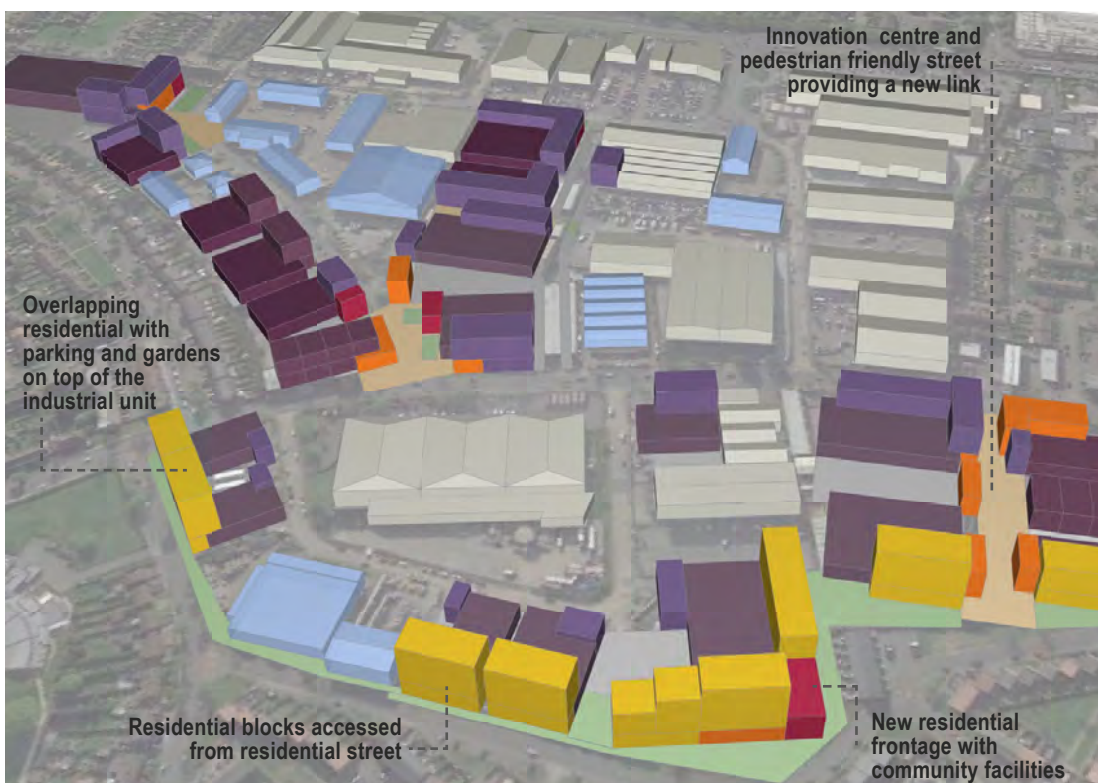 Innovation centre and
pedestrian friendly street
providing a new link
Overlapping
residential with
parking and gardens
on top of the
industrial unit
Residential blocks accessed
from residential street
New residential
frontage with
community facilities